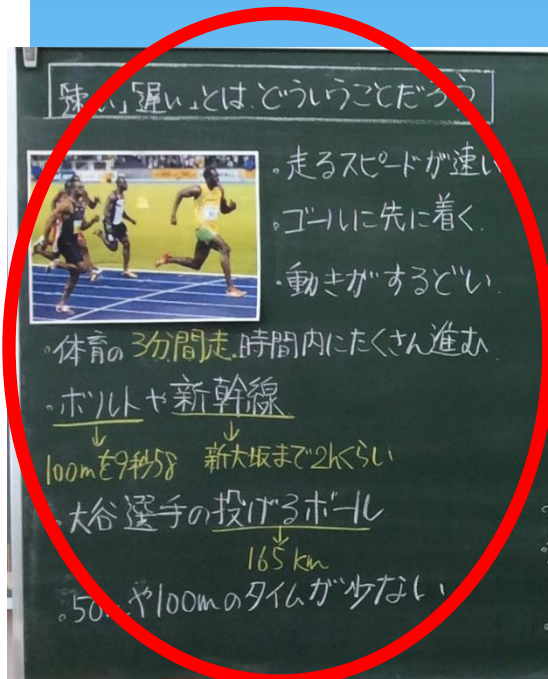 「速い」「遅い」とは、どういうことだろう
・走るスピードが速い
・ゴールに先に着く.
・動きがするどい.
・体育の3分間走.時間内にたくさん進む.
・ボルトや新幹線
↓ ↓
100mを9秒58 新大阪まで2hくらい
・大谷選手の投げるボール
↓
165km
・50mや100mのタイムが少ない